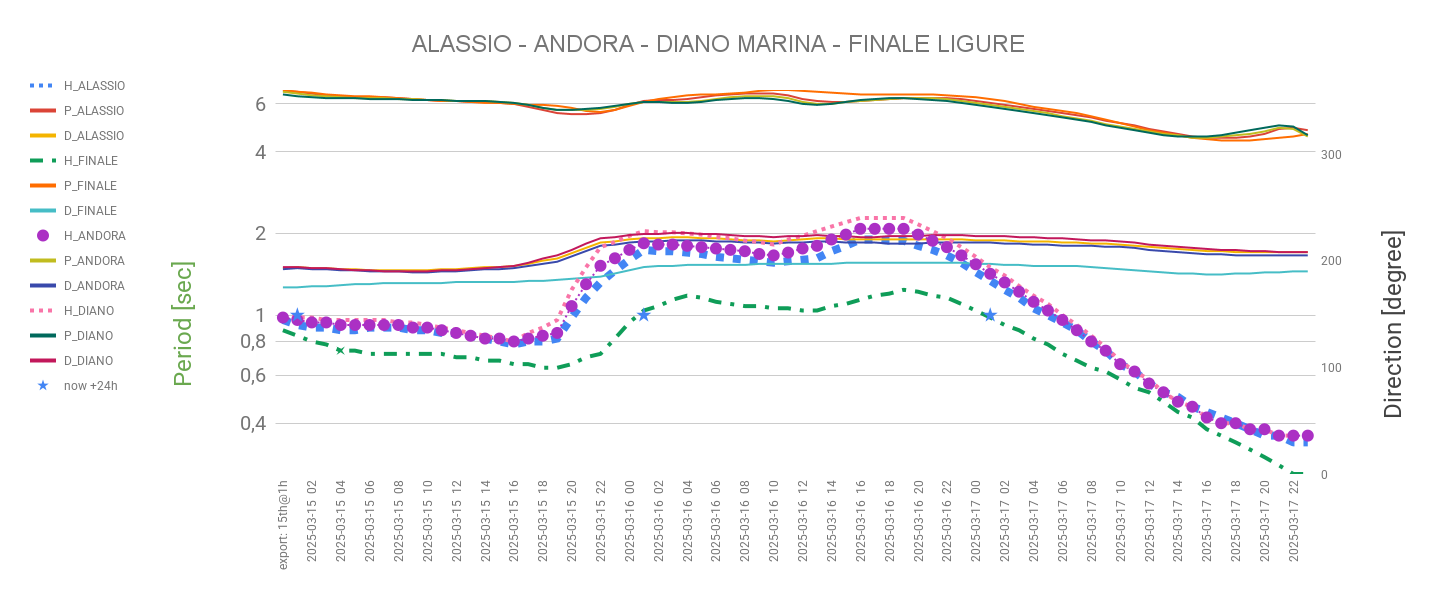 ALASSIO - ANDORA - DIANO MARINA - FINALE LIGURE
H_ALASSIO
P_ALASSIO
D_ALASSIO
H_FINALE
P_FINALE
D_FINALE
H_ANDORA
P_ANDORA
D_ANDORA
H_DIANO
P_DIANO
D_DIANO
now +24h
Period [sec]
6
4
2
1
0,8
0,6
0,4
300
200
100
0
Direction [degree]
export: 15th@1h
2025-03-15 02
2025-03-15 04
2025-03-15 06
2025-03-15 08
2025-03-15 10
2025-03-15 12
2025-03-15 14
2025-03-15 16
2025-03-15 18
2025-03-15 20
2025-03-15 22
2025-03-16 00
2025-03-16 02
2025-03-16 04
2025-03-16 06
2025-03-16 08
2025-03-16 10
2025-03-16 12
2025-03-16 14
2025-03-16 16
2025-03-16 18
2025-03-16 20
2025-03-16 22
2025-03-17 00
2025-03-17 02
2025-03-17 04
2025-03-17 06
2025-03-17 08
2025-03-17 10
2025-03-17 12
2025-03-17 14
2025-03-17 16
2025-03-17 18
2025-03-17 20
2025-03-17 22